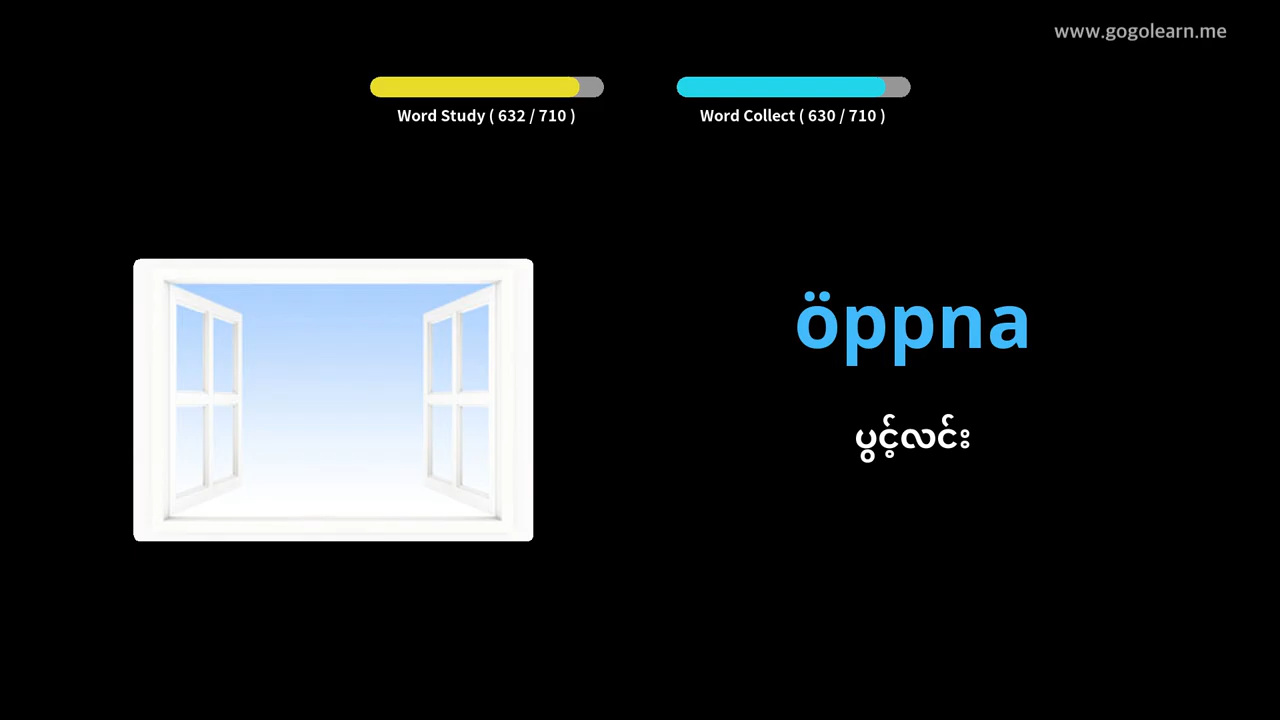 www.gogolearn.me
Word Study ( 632 / 710 )
Word Collect ( 630 / 710 )
öppna
ပွင့်လင်း